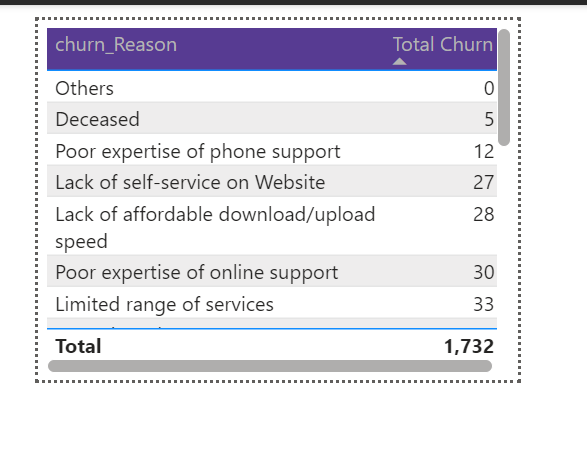 churn_Reason Total Churn
Others 0
Deceased 5
Poor expertise of phone support 12
Lack of self-service on Website 27
Lack of affordable download/upload 28
speed
Poor expertise of online support 30
Limited range of services 33
Total 1,732